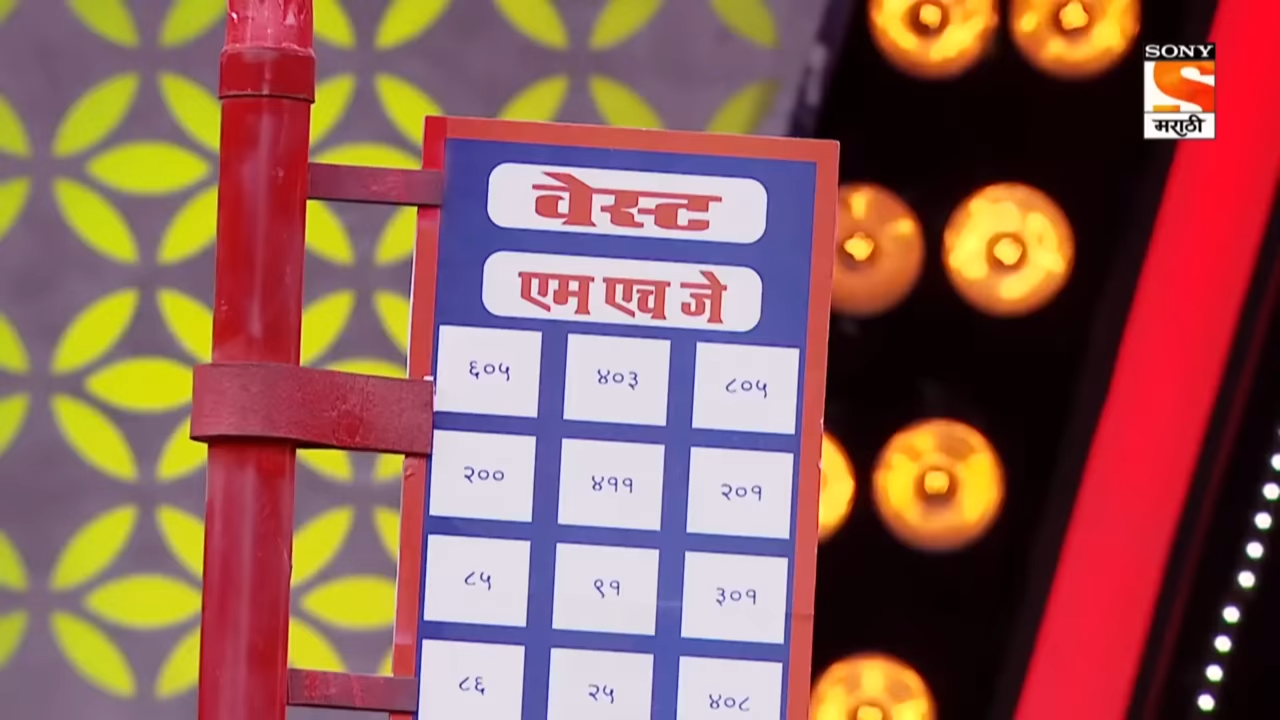 SONY
मराठी
वेस्ट
एम एच जे
६०५ ४०३ ८०५
२०० ४११ २०१
८५ ९१ ३०१
८६ २५ ४०८